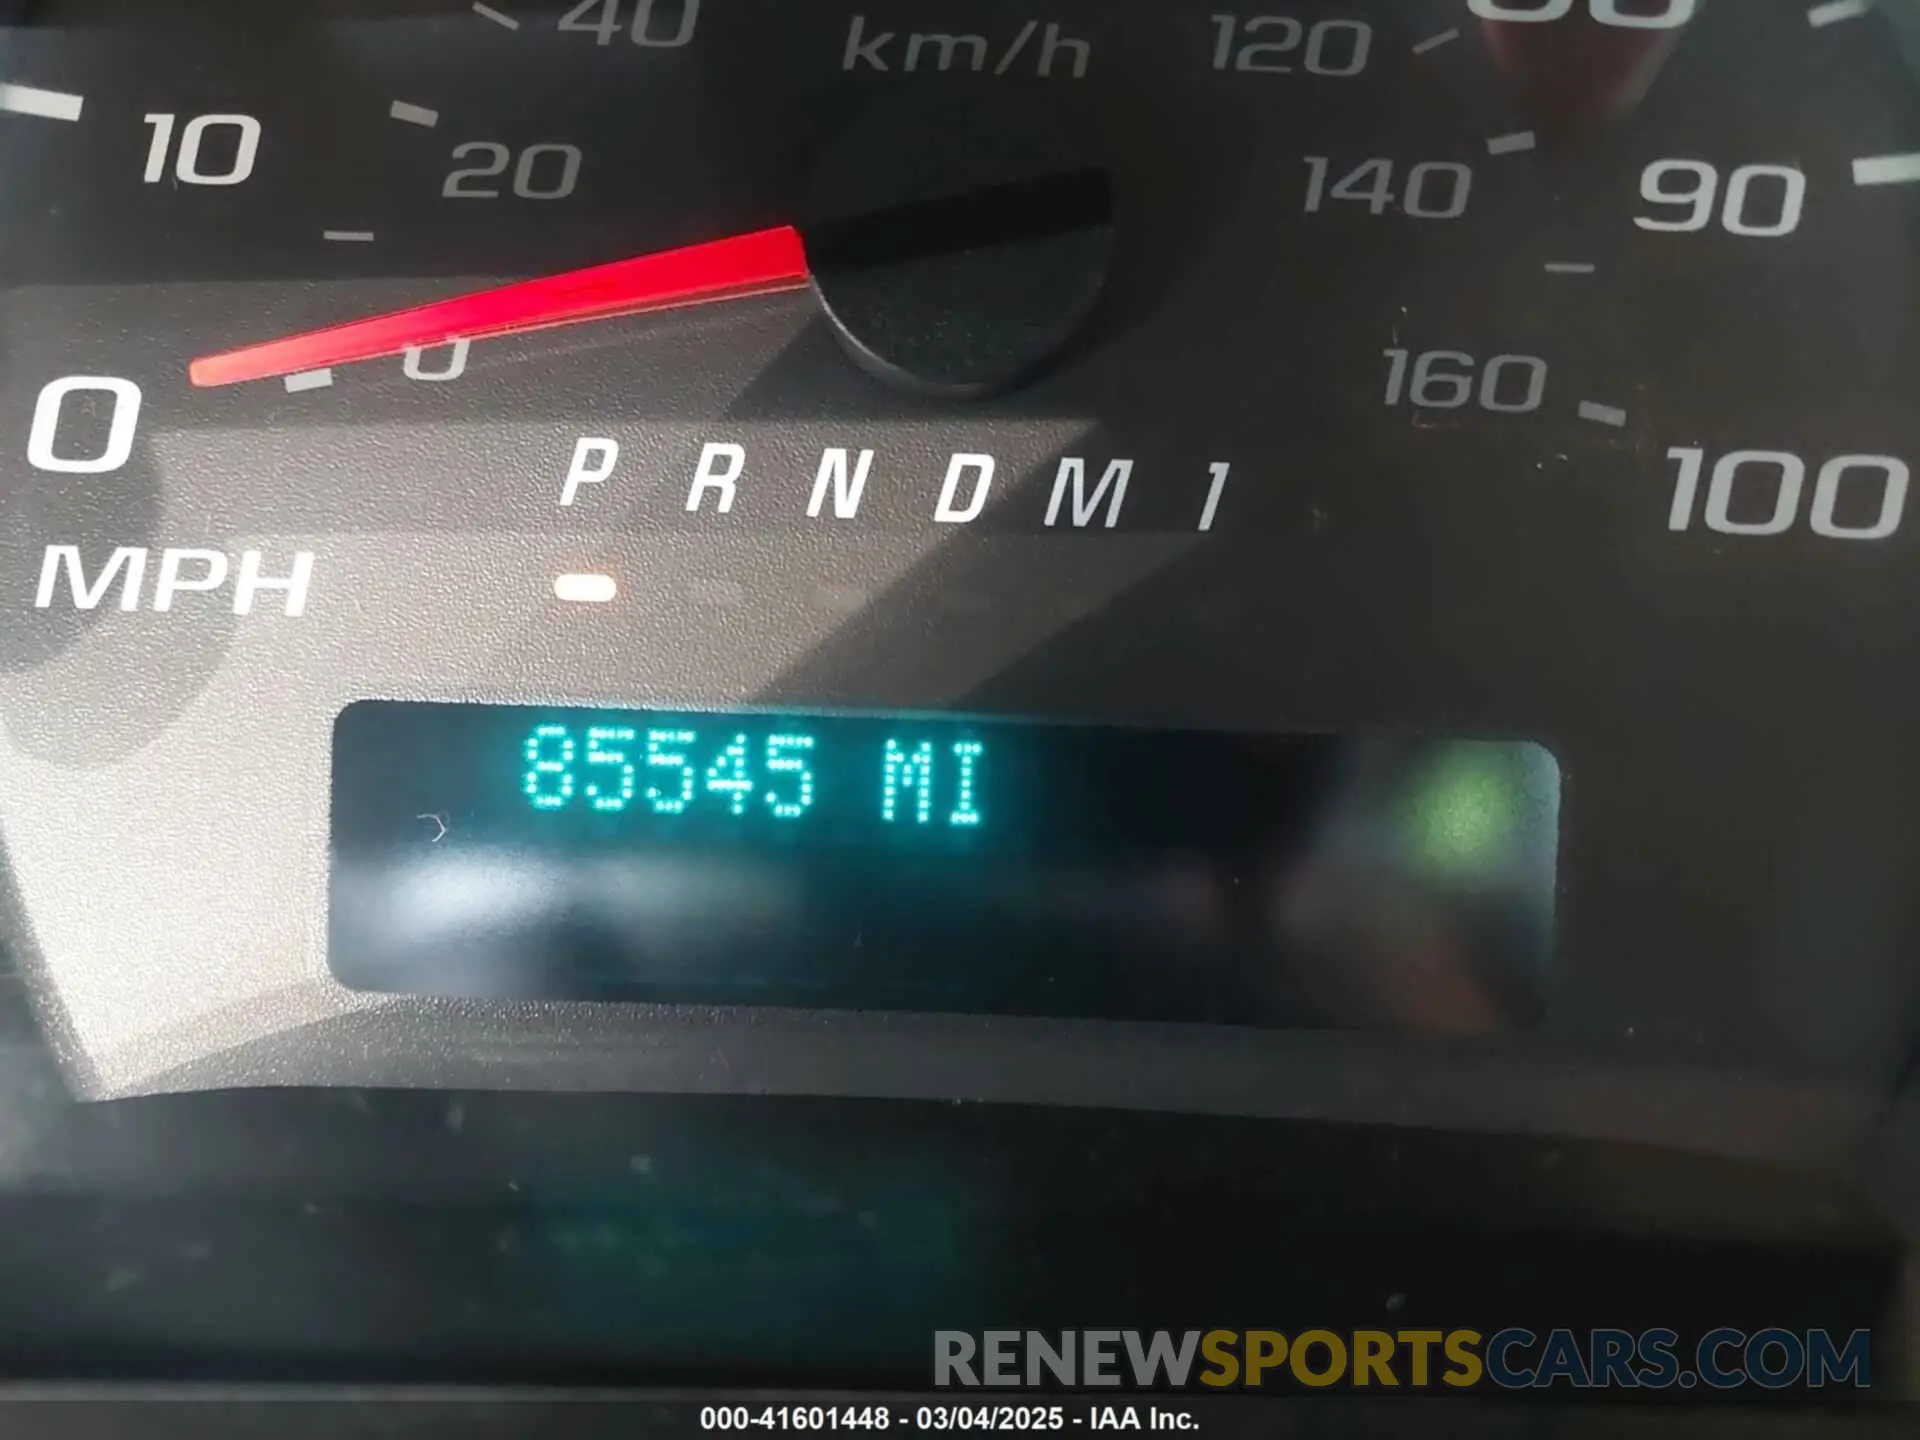 40 km/h 120
10 20 140 90
0 0 160 100
P R N D M 1
MPH
85545 MI
RENEWSPORTSCARS.COM
000-41601448 - 03/04/2025 - IAA Inc.